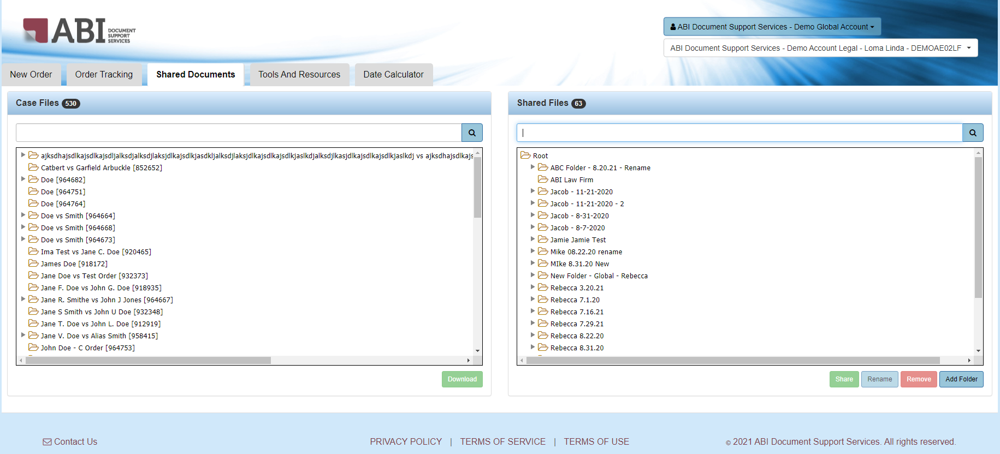 ABI DOCUMENT SUPPORT SERVICES
ABI Document Support Services - Demo Global Account
ABI Document Support Services - Demo Account Legal - Loma Linda - DEMOAE02LF
New Order
Order Tracking
Shared Documents
Tools And Resources
Date Calculator
Case Files 530
ajksdhajsdlkajsdlkajsdljalksdjalksdjlaksjdlkajsdlkjasdkljalksdjlaksjdlkajsdlkajsdlkajsdlkjaslkdjalksdjlkasjdlkajsdlkajsdlkjaslkdj vs ajksdhajsdlkajs
Catbert vs Garfield Arbuckle [852652]
Doe [964682]
Doe [964751]
Doe [964764]
Doe vs Smith [964664]
Doe vs Smith [964668]
Doe vs Smith [964673]
Ima Test vs Jane C. Doe [920465]
James Doe [918172]
Jane Doe vs Test Order [932373]
Jane F. Doe vs John G. Doe [918935]
Jane R. Smithe vs John J Jones [964667]
Jane S Smith vs John U Doe [932348]
Jane T. Doe vs John L. Doe [912919]
Jane V. Doe vs Alias Smith [958415]
John Doe - C Order [964753]
Download
Shared Files 63
Root
ABC Folder - 8.20.21 - Rename
ABI Law Firm
Jacob - 11-21-2020
Jacob - 11-21-2020 - 2
Jacob - 8-31-2020
Jacob - 8-7-2020
Jamie Jamie Test
Mike 08.22.20 rename
MIke 8.31.20 New
New Folder - Global - Rebecca
Rebecca 3.20.21
Rebecca 7.1.20
Rebecca 7.16.21
Rebecca 7.29.21
Rebecca 8.22.20
Rebecca 8.31.20
Share
Rename
Remove
Add Folder
Contact Us
PRIVACY POLICY | TERMS OF SERVICE | TERMS OF USE
© 2021 ABI Document Support Services. All rights reserved.